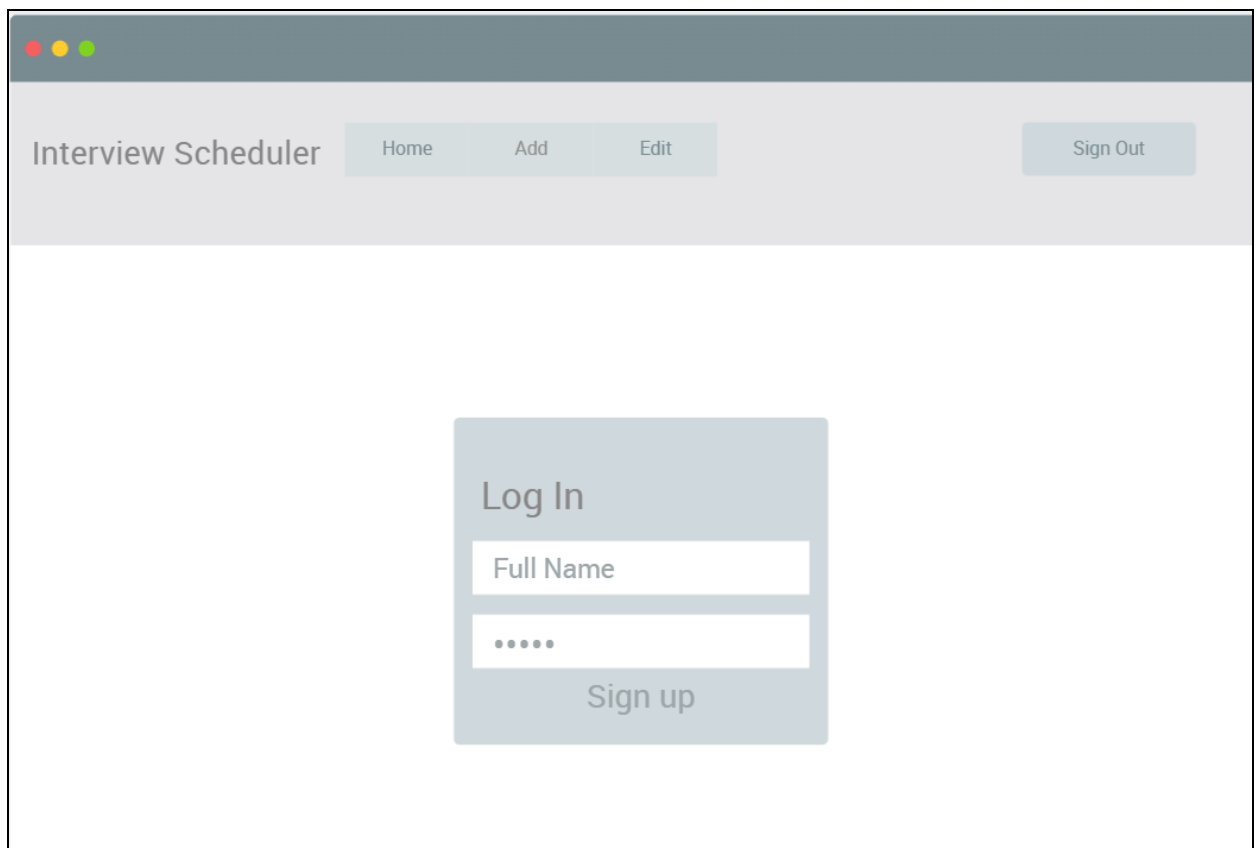 Interview Scheduler Home Add Edit Sign Out
Log In
Full Name
•••••
Sign up